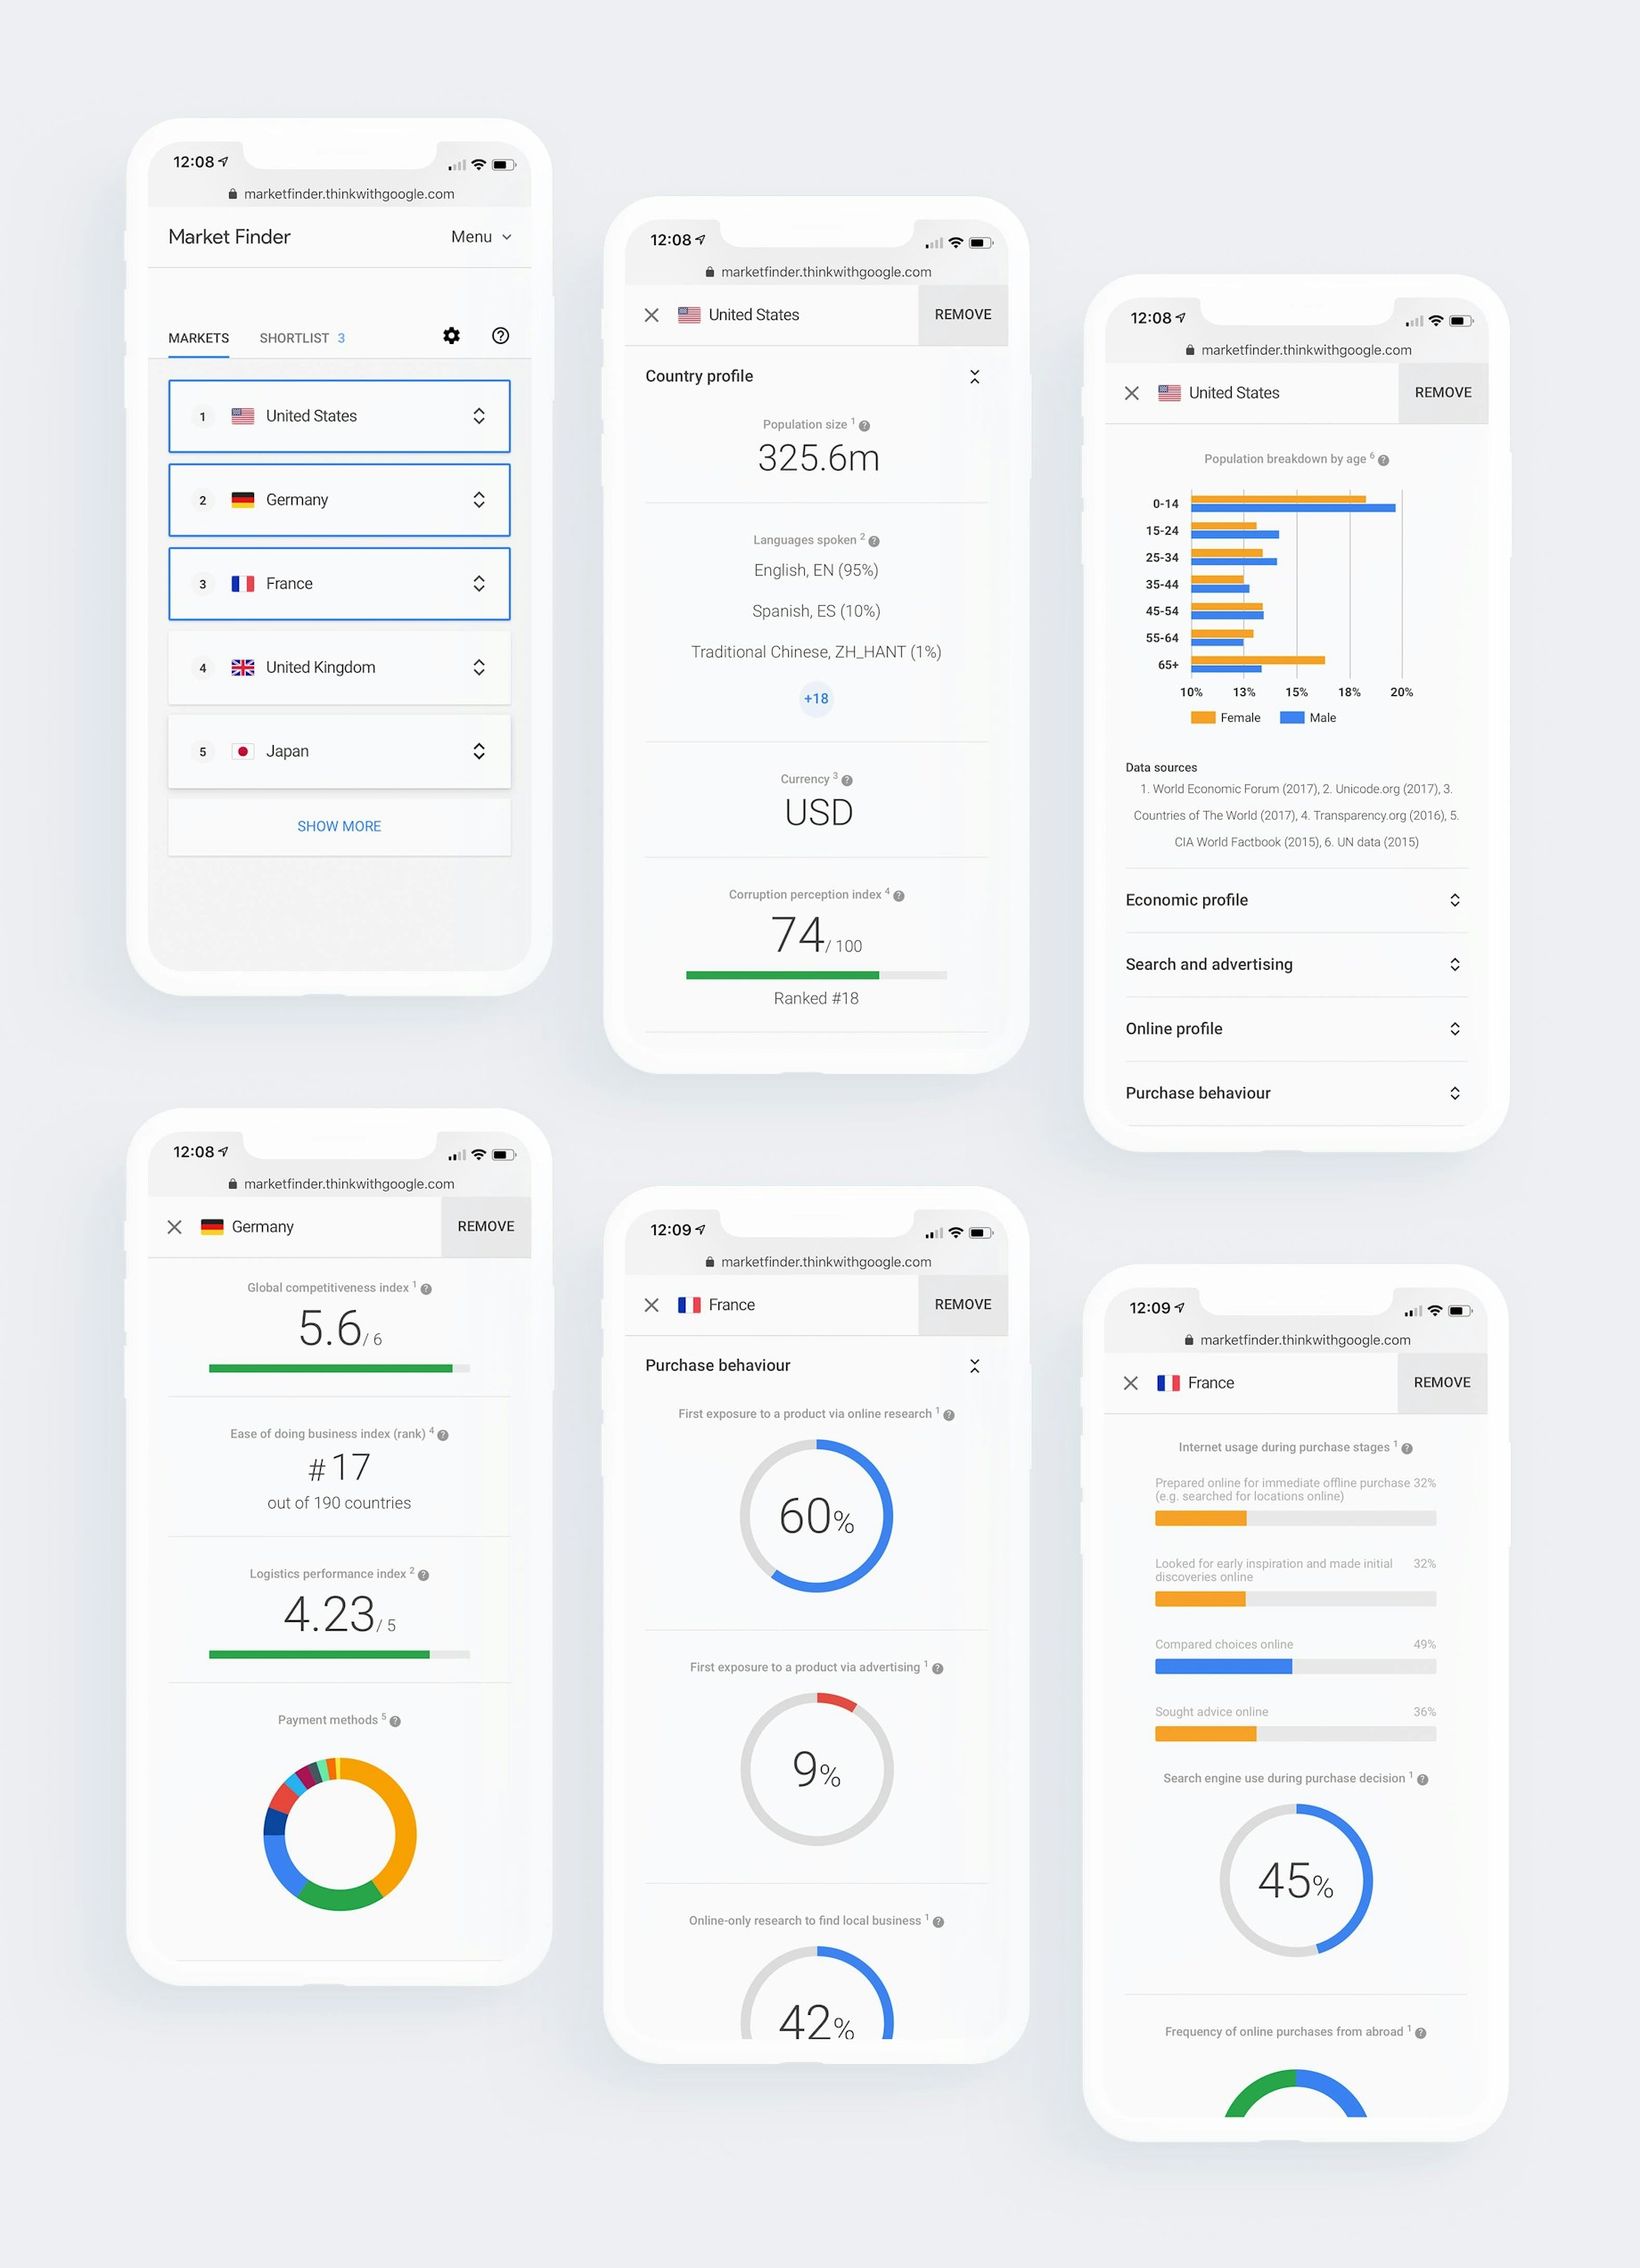 12:08
marketfinder.thinkwithgoogle.com
Market Finder
Menu
MARKETS
SHORTLIST 3
1 United States
2 Germany
3 France
4 United Kingdom
5 Japan
SHOW MORE
12:08
marketfinder.thinkwithgoogle.com
United States
REMOVE
Country profile
Population size 1 ?
325.6m
Languages spoken 2 ?
English, EN (95%)
Spanish, ES (10%)
Traditional Chinese, ZH_HANT (1%)
+18
Currency 3 ?
USD
Corruption perception index 4 ?
74/ 100
Ranked #18
12:08
marketfinder.thinkwithgoogle.com
United States
REMOVE
Population breakdown by age 6 ?
0-14
15-24
25-34
35-44
45-54
55-64
65+
10% 13% 15% 18% 20%
Female Male
Data sources
1. World Economic Forum (2017), 2. Unicode.org (2017), 3.
Countries of The World (2017), 4. Transparency.org (2016), 5.
CIA World Factbook (2015), 6. UN data (2015)
Economic profile
Search and advertising
Online profile
Purchase behaviour
12:08
marketfinder.thinkwithgoogle.com
Germany
REMOVE
Global competitiveness index 1 ?
5.6/ 6
Ease of doing business index (rank) 4 ?
# 17
out of 190 countries
Logistics performance index 2 ?
4.23/ 5
Payment methods 5 ?
12:09
marketfinder.thinkwithgoogle.com
France
REMOVE
Purchase behaviour
First exposure to a product via online research 1 ?
60%
First exposure to a product via advertising 1 ?
9%
Online-only research to find local business 1 ?
42%
12:09
marketfinder.thinkwithgoogle.com
France
REMOVE
Internet usage during purchase stages 1 ?
Prepared online for immediate offline purchase 32%
(e.g. searched for locations online)
Looked for early inspiration and made initial 32%
discoveries online
Compared choices online 49%
Sought advice online 36%
Search engine use during purchase decision 1 ?
45%
Frequency of online purchases from abroad 1 ?